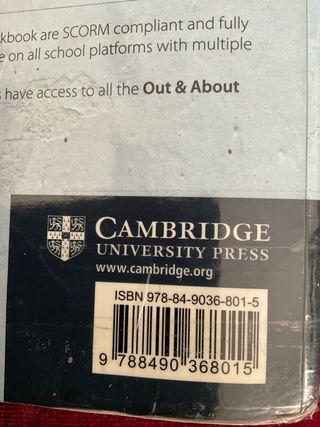 kbook are SCORM compliant and fully
e on all school platforms with multiple
s have access to all the Out & About
CAMBRIDGE
UNIVERSITY PRESS
www.cambridge.org
ISBN 978-84-9036-801-5
9 788490 368015